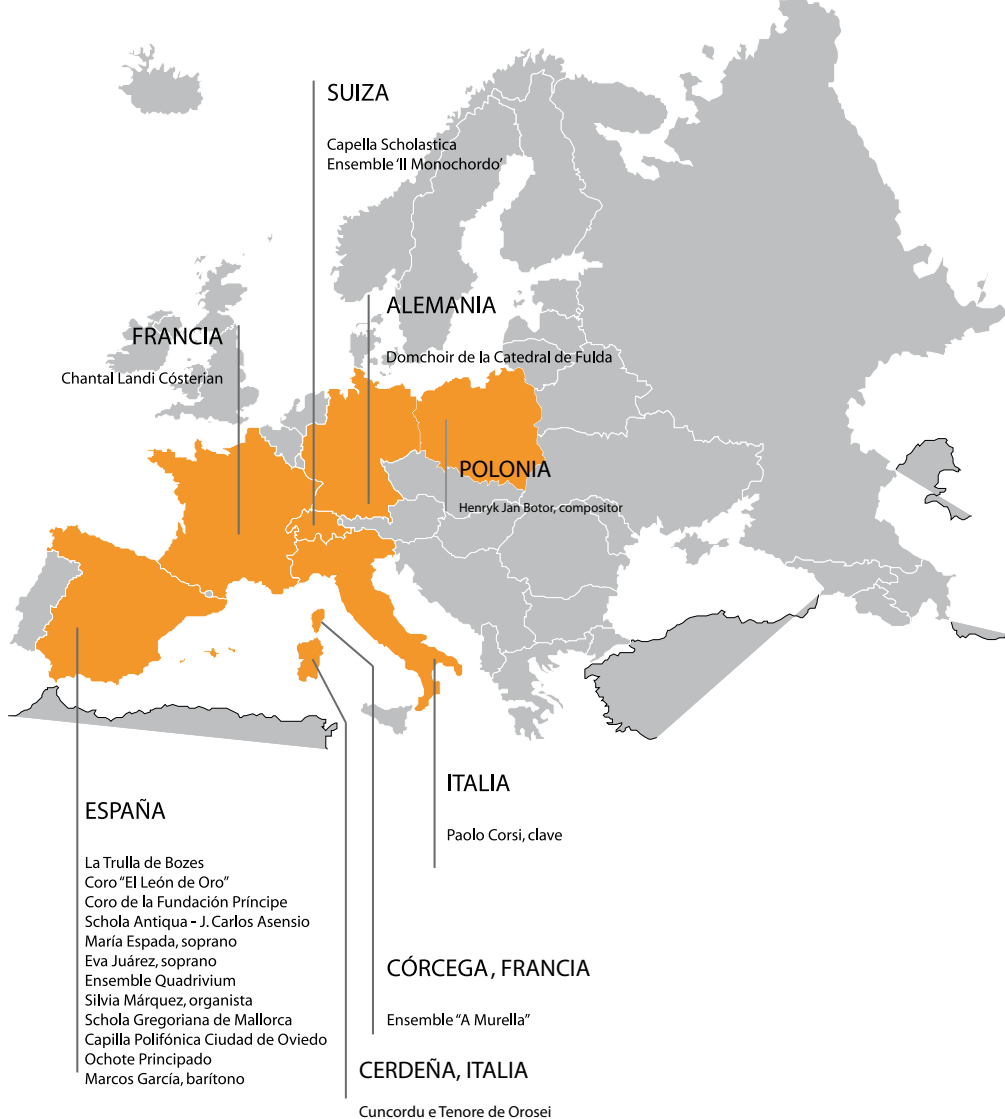 SUIZA
Capella Scholastica
Ensemble ‘Il Monochordo’
ALEMANIA
Domchoir de la Catedral de Fulda
FRANCIA
Chantal Landi Cósterian
POLONIA
Henryk Jan Botor, compositor
ITALIA
Paolo Corsi, clave
ESPAÑA
La Trulla de Bozes
Coro “El León de Oro”
Coro de la Fundación Príncipe
Schola Antiqua - J. Carlos Asensio
María Espada, soprano
Eva Juárez, soprano
Ensemble Quadrivium
Silvia Márquez, organista
Schola Gregoriana de Mallorca
Capilla Polifónica Ciudad de Oviedo
Ochote Principado
Marcos García, barítono
CÓRCEGA, FRANCIA
Ensemble “A Murella”
CERDEÑA, ITALIA
Cuncordu e Tenore de Orosei